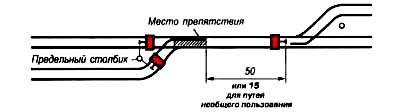 Место препятствия
Предельный столбик
50
или 15
для путей
необщего пользования